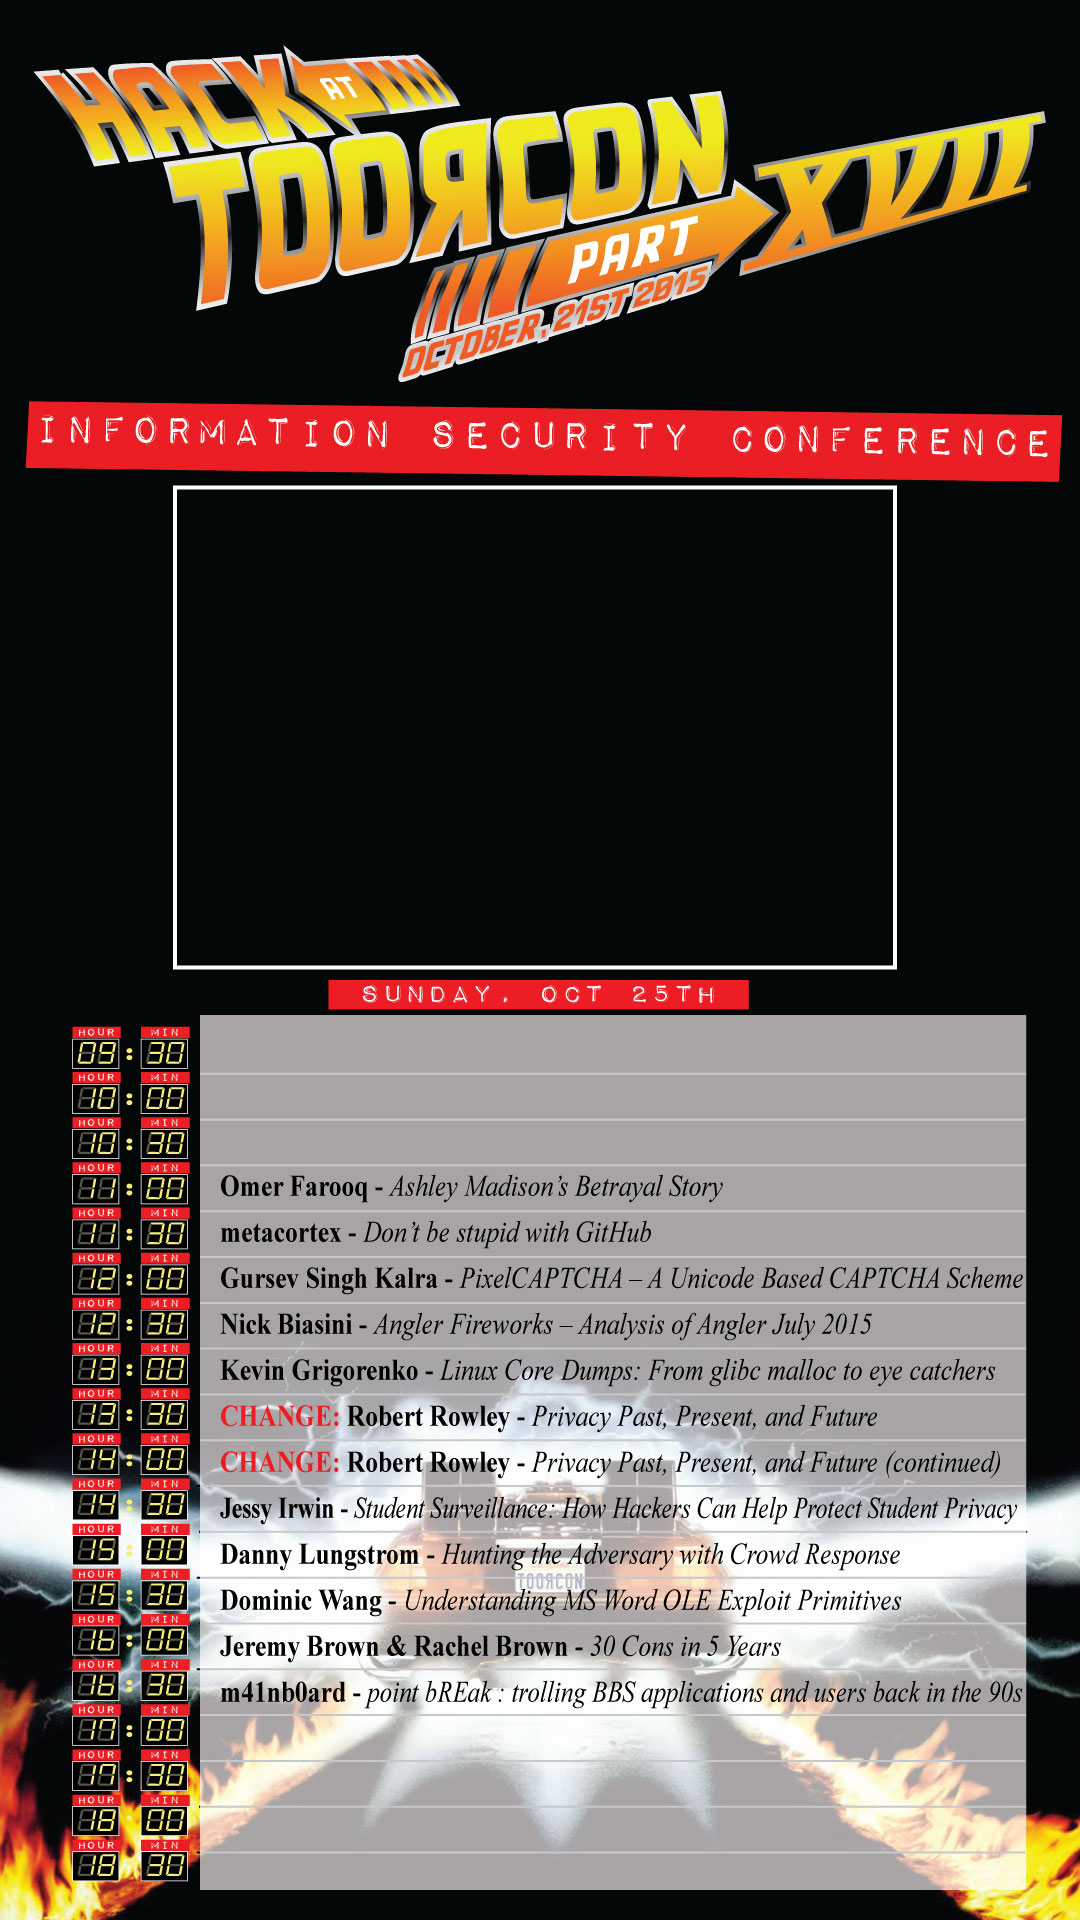 HACK AT
TOORCON
PART XVII
OCTOBER, 21ST 2015
INFORMATION SECURITY CONFERENCE
SUNDAY, OCT 25TH
HOUR MIN
09:30
HOUR MIN
10:00
HOUR MIN
10:30
HOUR MIN
11:00 Omer Farooq - Ashley Madison’s Betrayal Story
HOUR MIN
11:30 metacortex - Don’t be stupid with GitHub
HOUR MIN
12:00 Gursev Singh Kalra - PixelCAPTCHA – A Unicode Based CAPTCHA Scheme
HOUR MIN
12:30 Nick Biasini - Angler Fireworks – Analysis of Angler July 2015
HOUR MIN
13:00 Kevin Grigorenko - Linux Core Dumps: From glibc malloc to eye catchers
HOUR MIN
13:30 CHANGE: Robert Rowley - Privacy Past, Present, and Future
HOUR MIN
14:00 CHANGE: Robert Rowley - Privacy Past, Present, and Future (continued)
HOUR MIN
14:30 Jessy Irwin - Student Surveillance: How Hackers Can Help Protect Student Privacy
HOUR MIN
15:00 Danny Lungstrom - Hunting the Adversary with Crowd Response
TOORCON
HOUR MIN
15:30 Dominic Wang - Understanding MS Word OLE Exploit Primitives
HOUR MIN
16:00 Jeremy Brown & Rachel Brown - 30 Cons in 5 Years
HOUR MIN
16:30 m41nb0ard - point bREak : trolling BBS applications and users back in the 90s
HOUR MIN
17:00
HOUR MIN
17:30
HOUR MIN
18:00
HOUR MIN
18:30